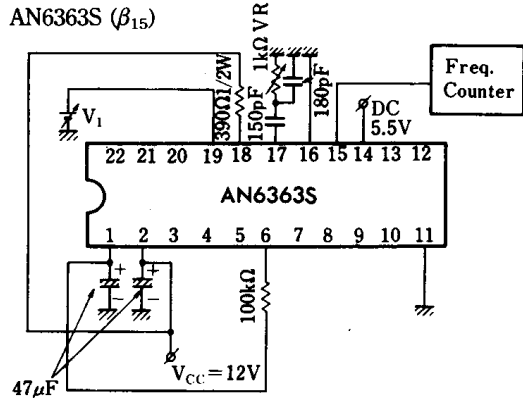 AN6363S (β15)
1kΩ VR
390Ω1/2W
150pF
180pF
Freq.
Counter
V1
DC
5.5V
22 21 20 19 18 17 16 15 14 13 12
AN6363S
1 2 3 4 5 6 7 8 9 10 11
+ +
− −
100kΩ
47μF
VCC = 12V